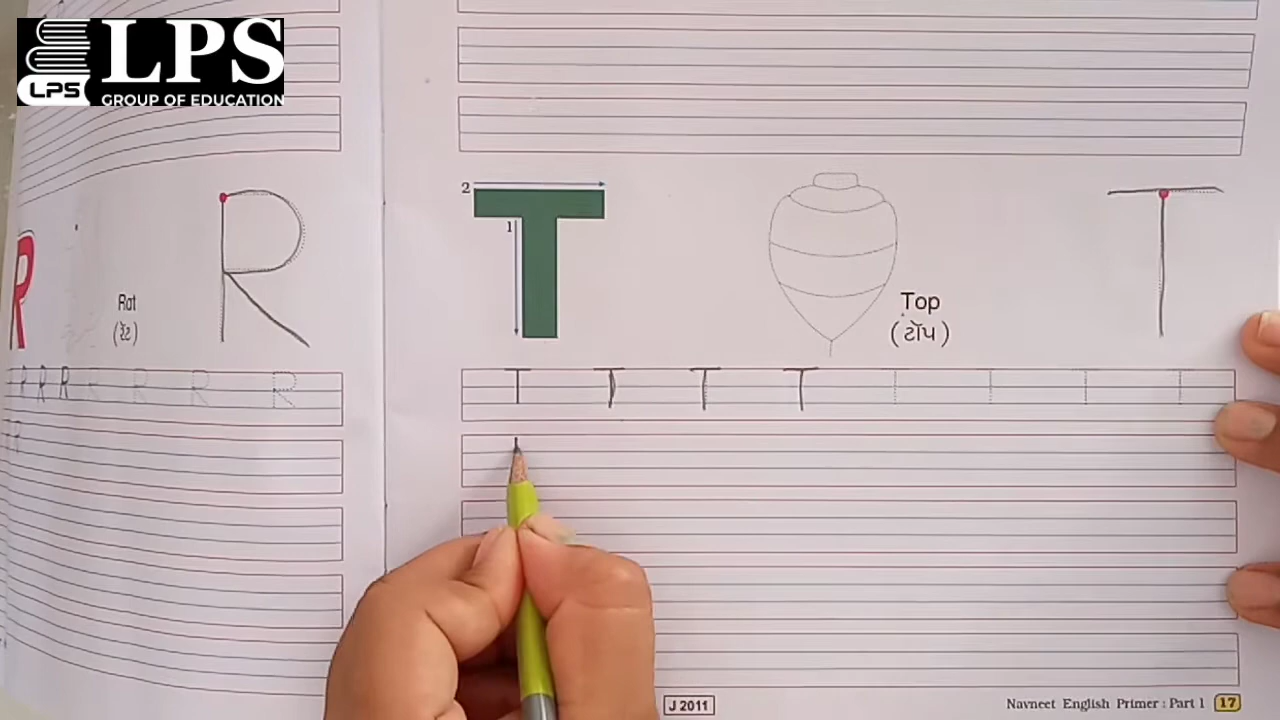 LPS
LPS
GROUP OF EDUCATION
R
R
Rat
(રૅટ)
R R R R R R R
R R
2
1
T
Top
(ટૉપ)
T
T T T T
J 2011
Navneet English Primer : Part 1 17